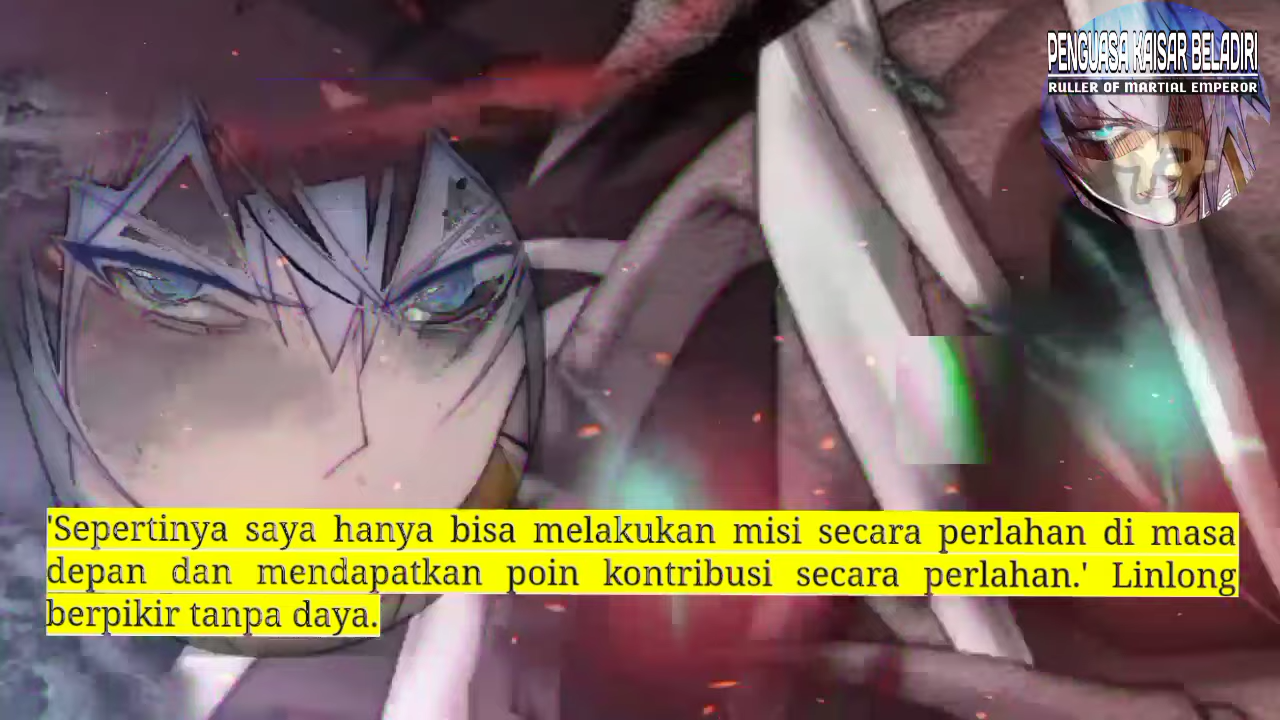 PENGUASA KAISAR BELADIRI
RULLER OF MARTIAL EMPEROR
'Sepertinya saya hanya bisa melakukan misi secara perlahan di masa
depan dan mendapatkan poin kontribusi secara perlahan.' Linlong
berpikir tanpa daya.